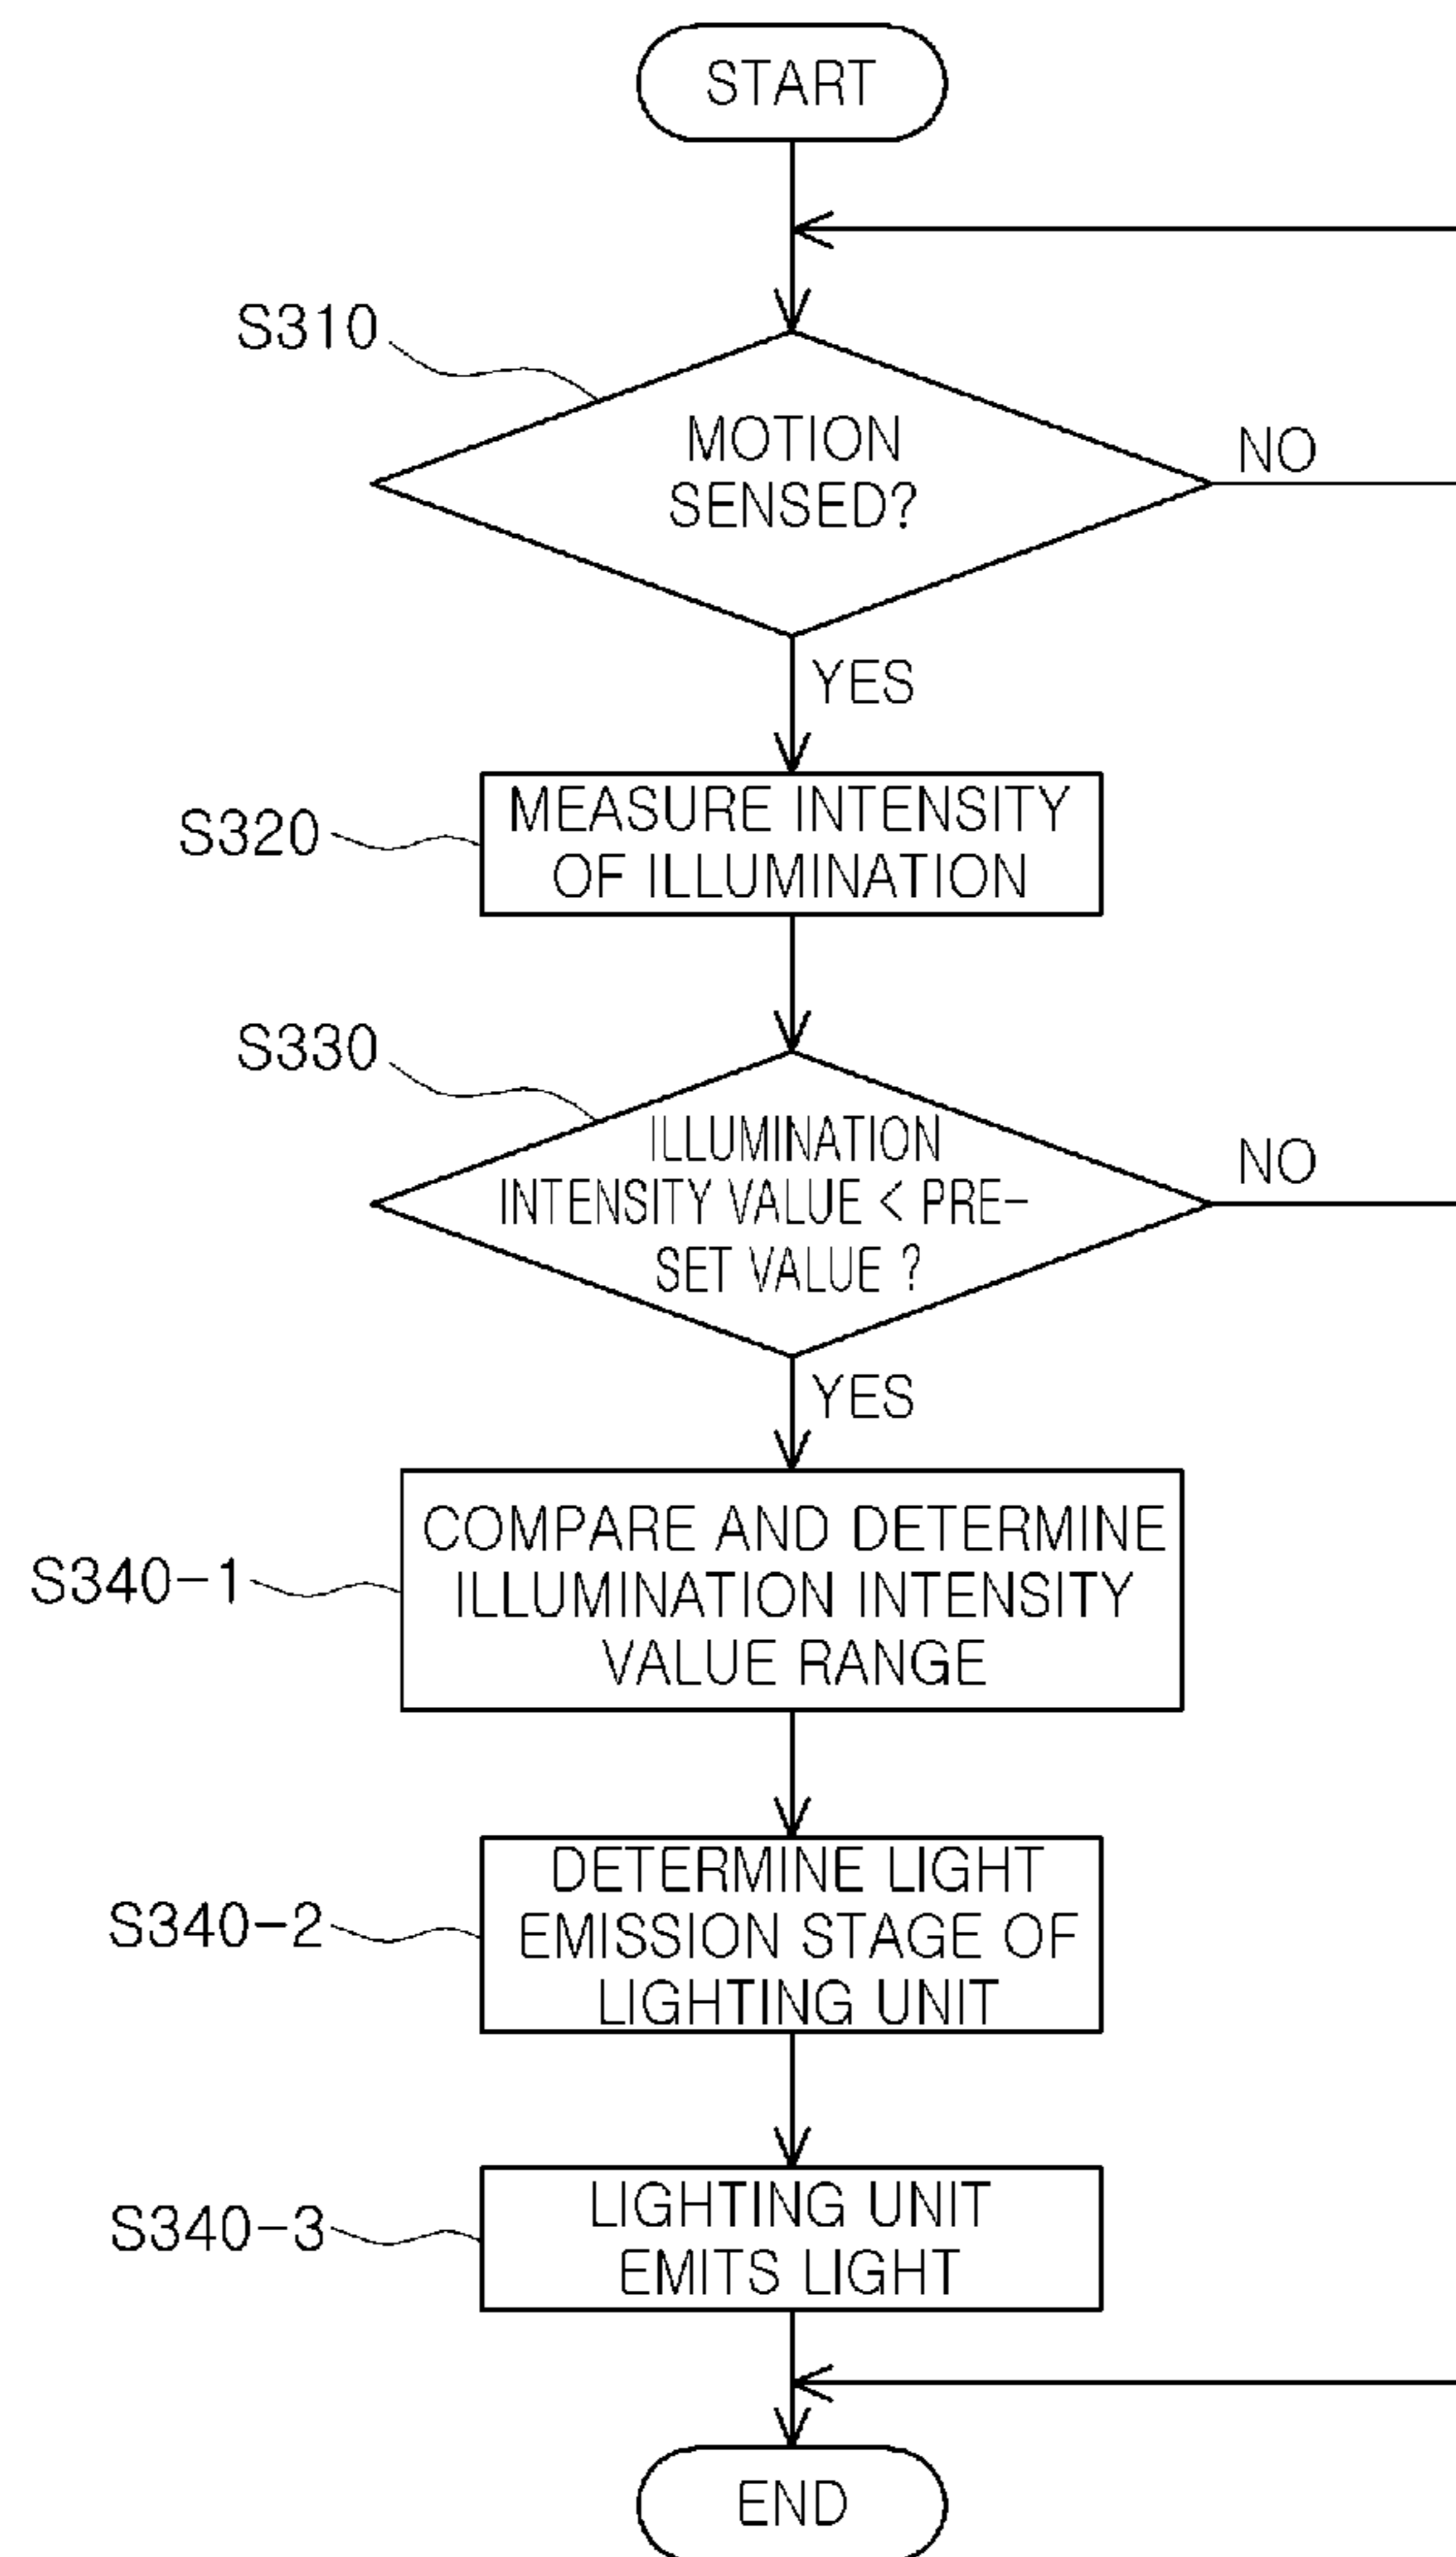 START
S310
MOTION
SENSED?
NO
YES
S320
MEASURE INTENSITY
OF ILLUMINATION
S330
ILLUMINATION
INTENSITY VALUE < PRE-
SET VALUE ?
NO
YES
S340-1
COMPARE AND DETERMINE
ILLUMINATION INTENSITY
VALUE RANGE
S340-2
DETERMINE LIGHT
EMISSION STAGE OF
LIGHTING UNIT
S340-3
LIGHTING UNIT
EMITS LIGHT
END